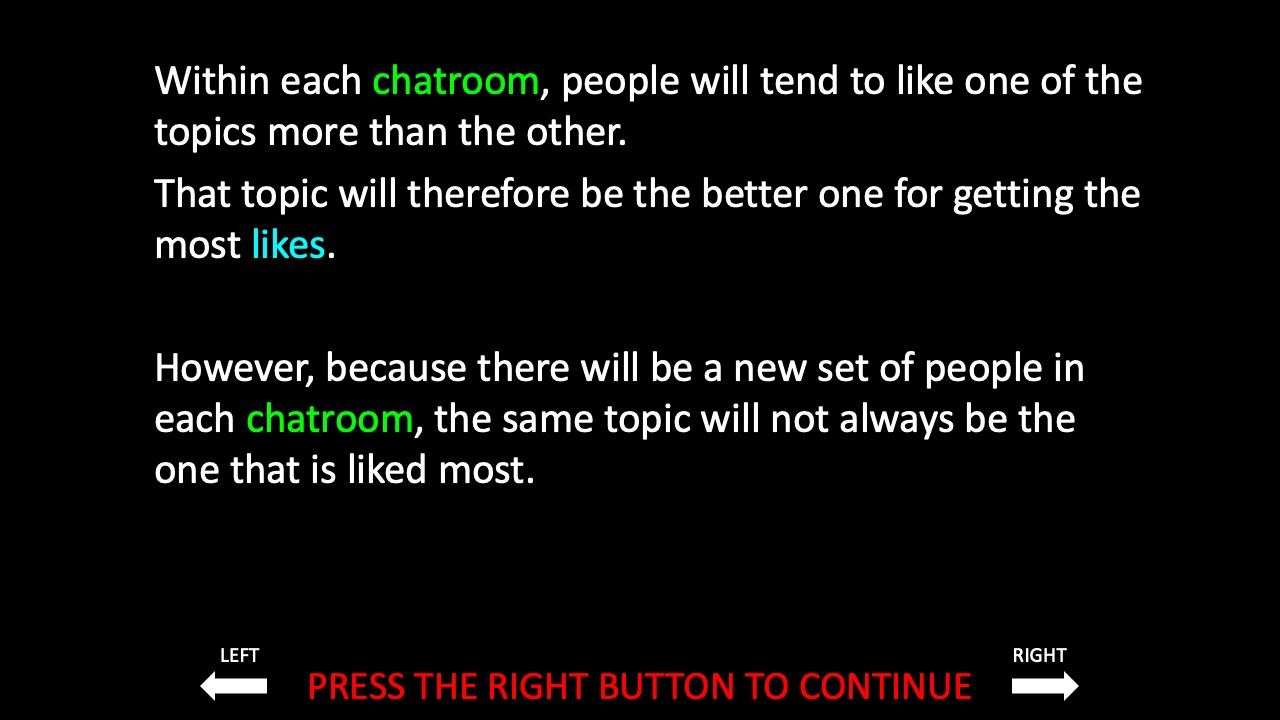 Within each chatroom, people will tend to like one of the
topics more than the other.
That topic will therefore be the better one for getting the
most likes.
However, because there will be a new set of people in
each chatroom, the same topic will not always be the
one that is liked most.
LEFT
RIGHT
PRESS THE RIGHT BUTTON TO CONTINUE